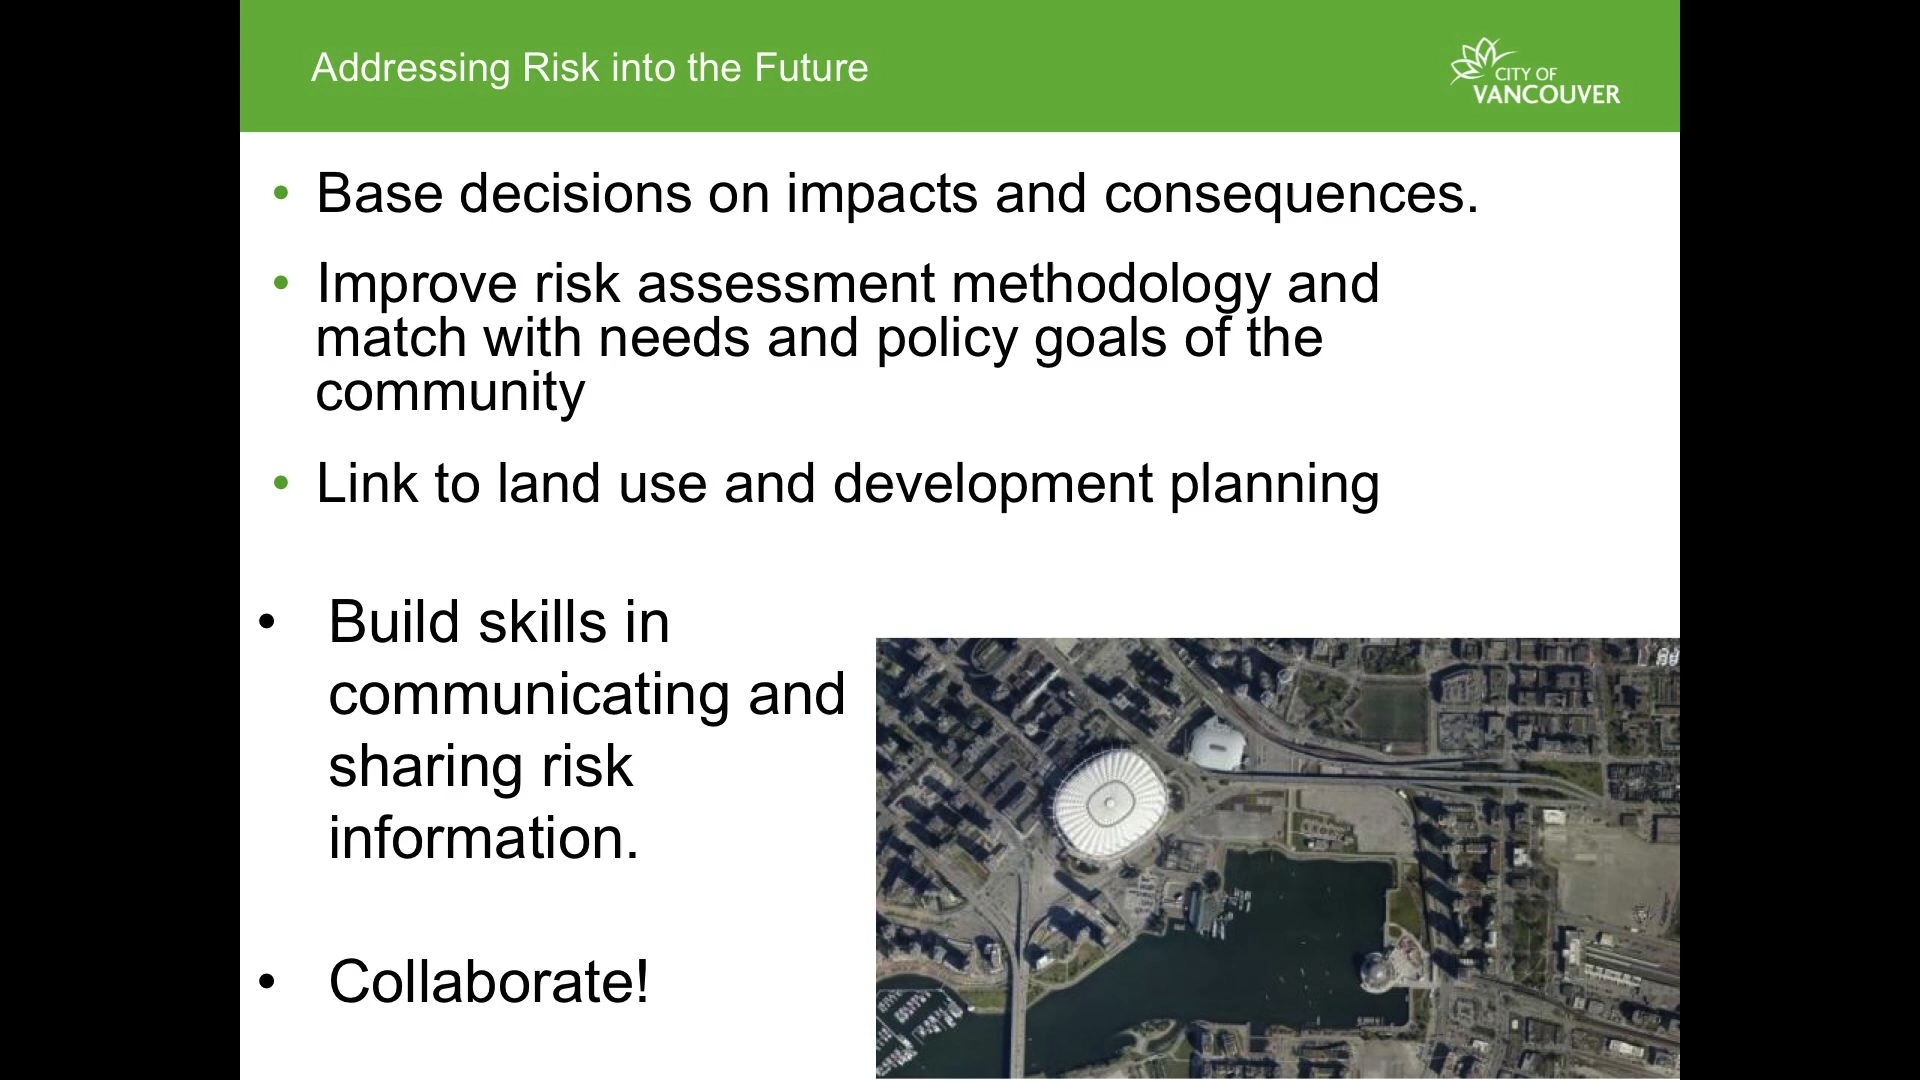 Addressing Risk into the Future
CITY OF
VANCOUVER
• Base decisions on impacts and consequences.
• Improve risk assessment methodology and
match with needs and policy goals of the
community
• Link to land use and development planning
• Build skills in
communicating and
sharing risk
information.
• Collaborate!